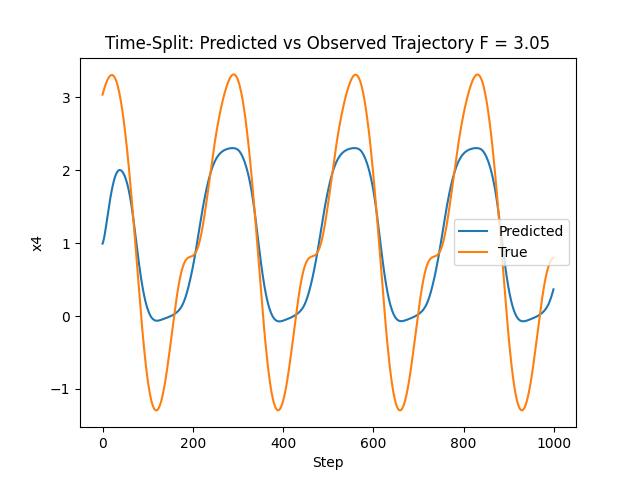 Time-Split: Predicted vs Observed Trajectory F = 3.05
x4
3
2
1
0
−1
Predicted
True
0
200
400
600
800
1000
Step